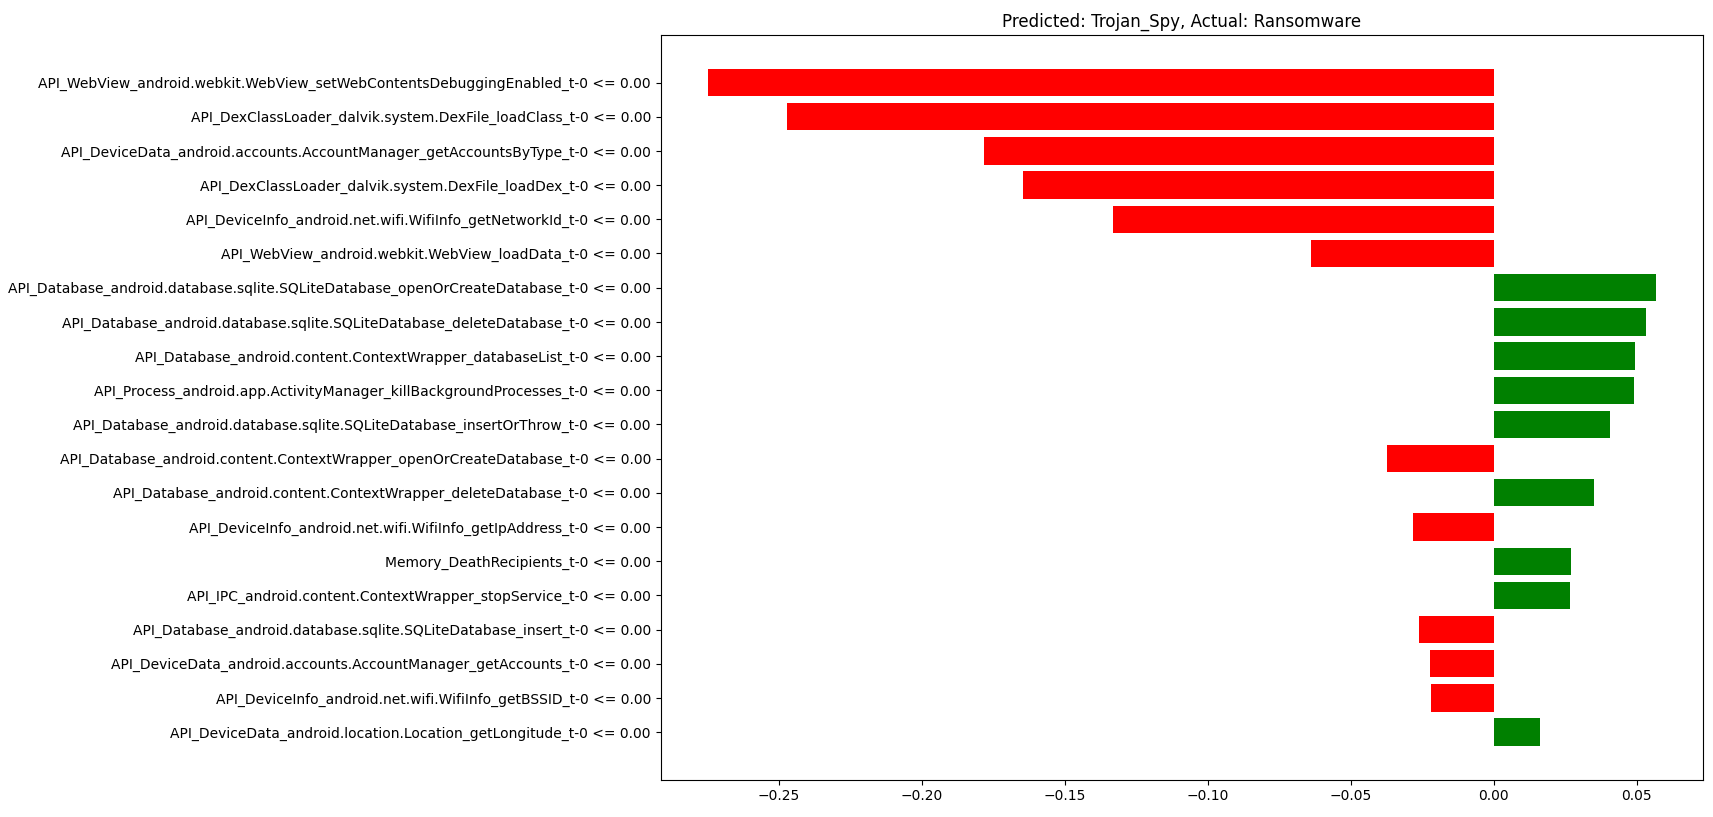 Predicted: Trojan_Spy, Actual: Ransomware
API_WebView_android.webkit.WebView_setWebContentsDebuggingEnabled_t-0 <= 0.00
API_DexClassLoader_dalvik.system.DexFile_loadClass_t-0 <= 0.00
API_DeviceData_android.accounts.AccountManager_getAccountsByType_t-0 <= 0.00
API_DexClassLoader_dalvik.system.DexFile_loadDex_t-0 <= 0.00
API_DeviceInfo_android.net.wifi.WifiInfo_getNetworkId_t-0 <= 0.00
API_WebView_android.webkit.WebView_loadData_t-0 <= 0.00
API_Database_android.database.sqlite.SQLiteDatabase_openOrCreateDatabase_t-0 <= 0.00
API_Database_android.database.sqlite.SQLiteDatabase_deleteDatabase_t-0 <= 0.00
API_Database_android.content.ContextWrapper_databaseList_t-0 <= 0.00
API_Process_android.app.ActivityManager_killBackgroundProcesses_t-0 <= 0.00
API_Database_android.database.sqlite.SQLiteDatabase_insertOrThrow_t-0 <= 0.00
API_Database_android.content.ContextWrapper_openOrCreateDatabase_t-0 <= 0.00
API_Database_android.content.ContextWrapper_deleteDatabase_t-0 <= 0.00
API_DeviceInfo_android.net.wifi.WifiInfo_getIpAddress_t-0 <= 0.00
Memory_DeathRecipients_t-0 <= 0.00
API_IPC_android.content.ContextWrapper_stopService_t-0 <= 0.00
API_Database_android.database.sqlite.SQLiteDatabase_insert_t-0 <= 0.00
API_DeviceData_android.accounts.AccountManager_getAccounts_t-0 <= 0.00
API_DeviceInfo_android.net.wifi.WifiInfo_getBSSID_t-0 <= 0.00
API_DeviceData_android.location.Location_getLongitude_t-0 <= 0.00
−0.25 −0.20 −0.15 −0.10 −0.05 0.00 0.05